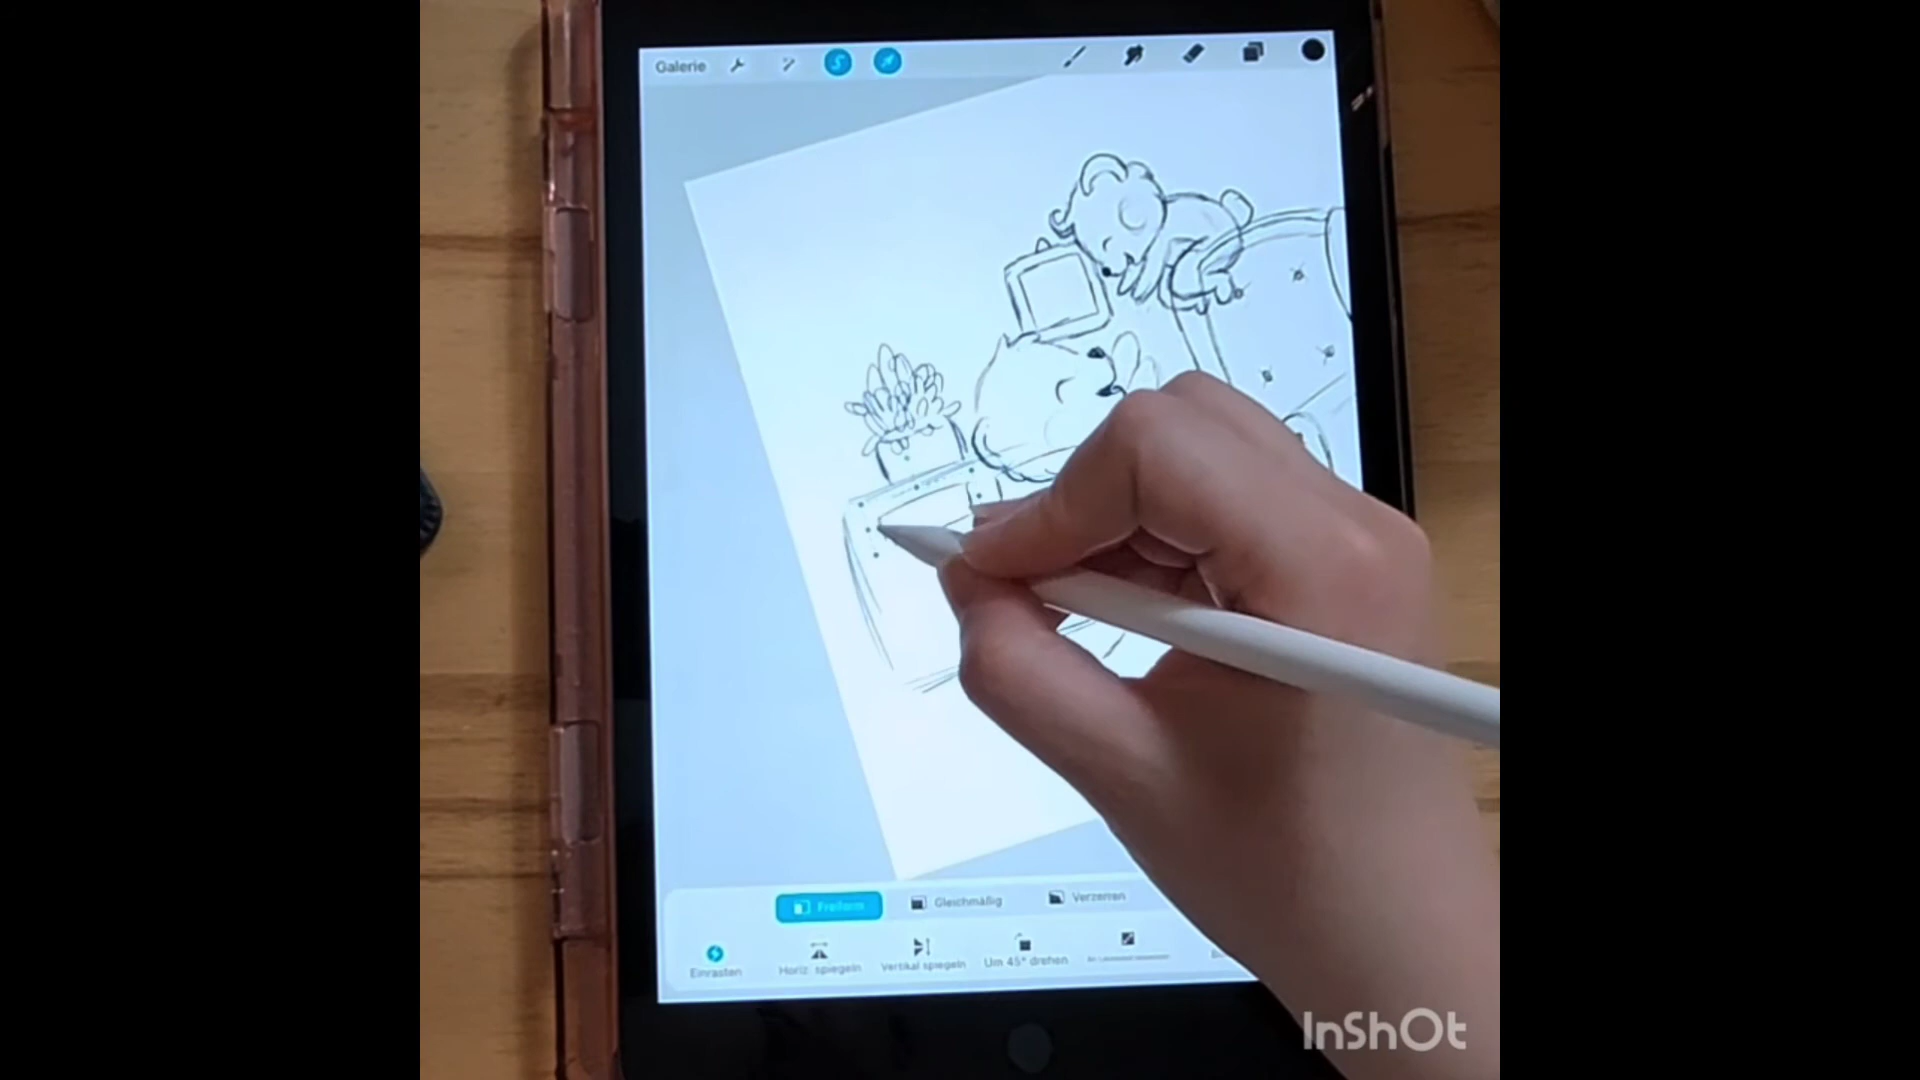 Galerie
Freiform
Gleichmäßig
Verzerren
Einrasten
Horiz. spiegeln
Vertikal spiegeln
Um 45° drehen
InShOt